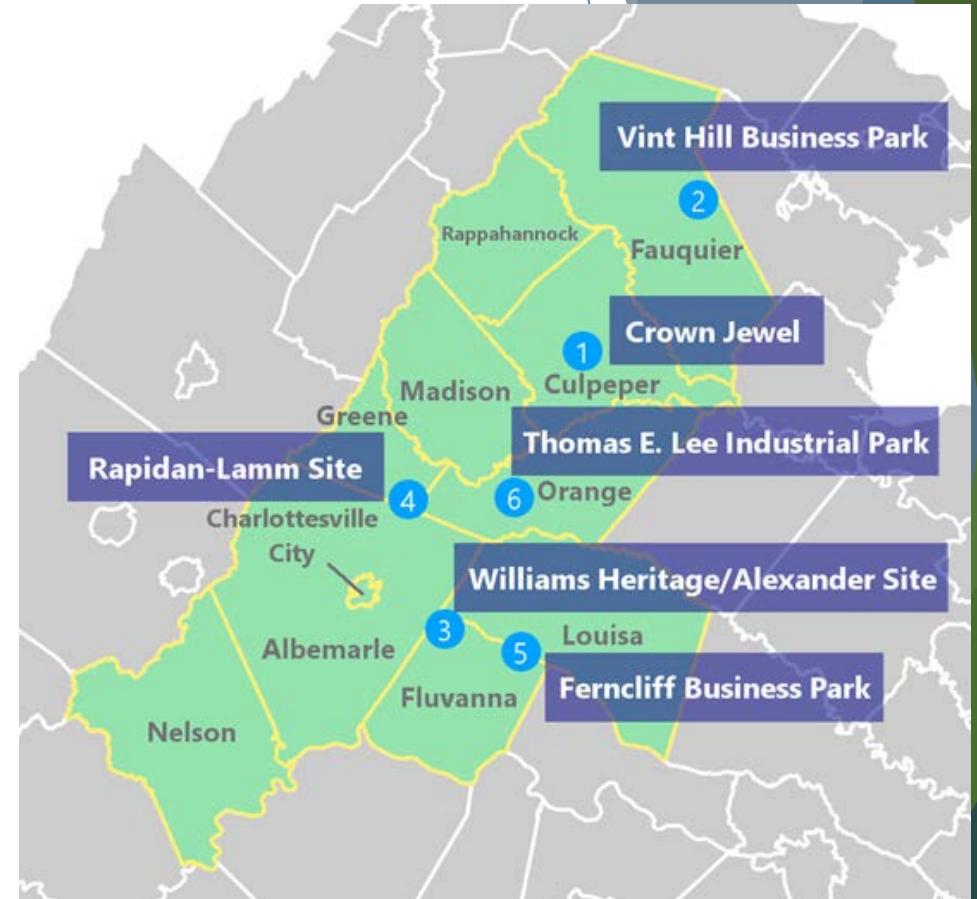 Vint Hill Business Park
2
Rappahannock
Fauquier
Crown Jewel
1
Culpeper
Madison
Greene
Thomas E. Lee Industrial Park
Rapidan-Lamm Site
4
6
Orange
Charlottesville
City
Williams Heritage/Alexander Site
3
Louisa
5
Albemarle
Ferncliff Business Park
Fluvanna
Nelson